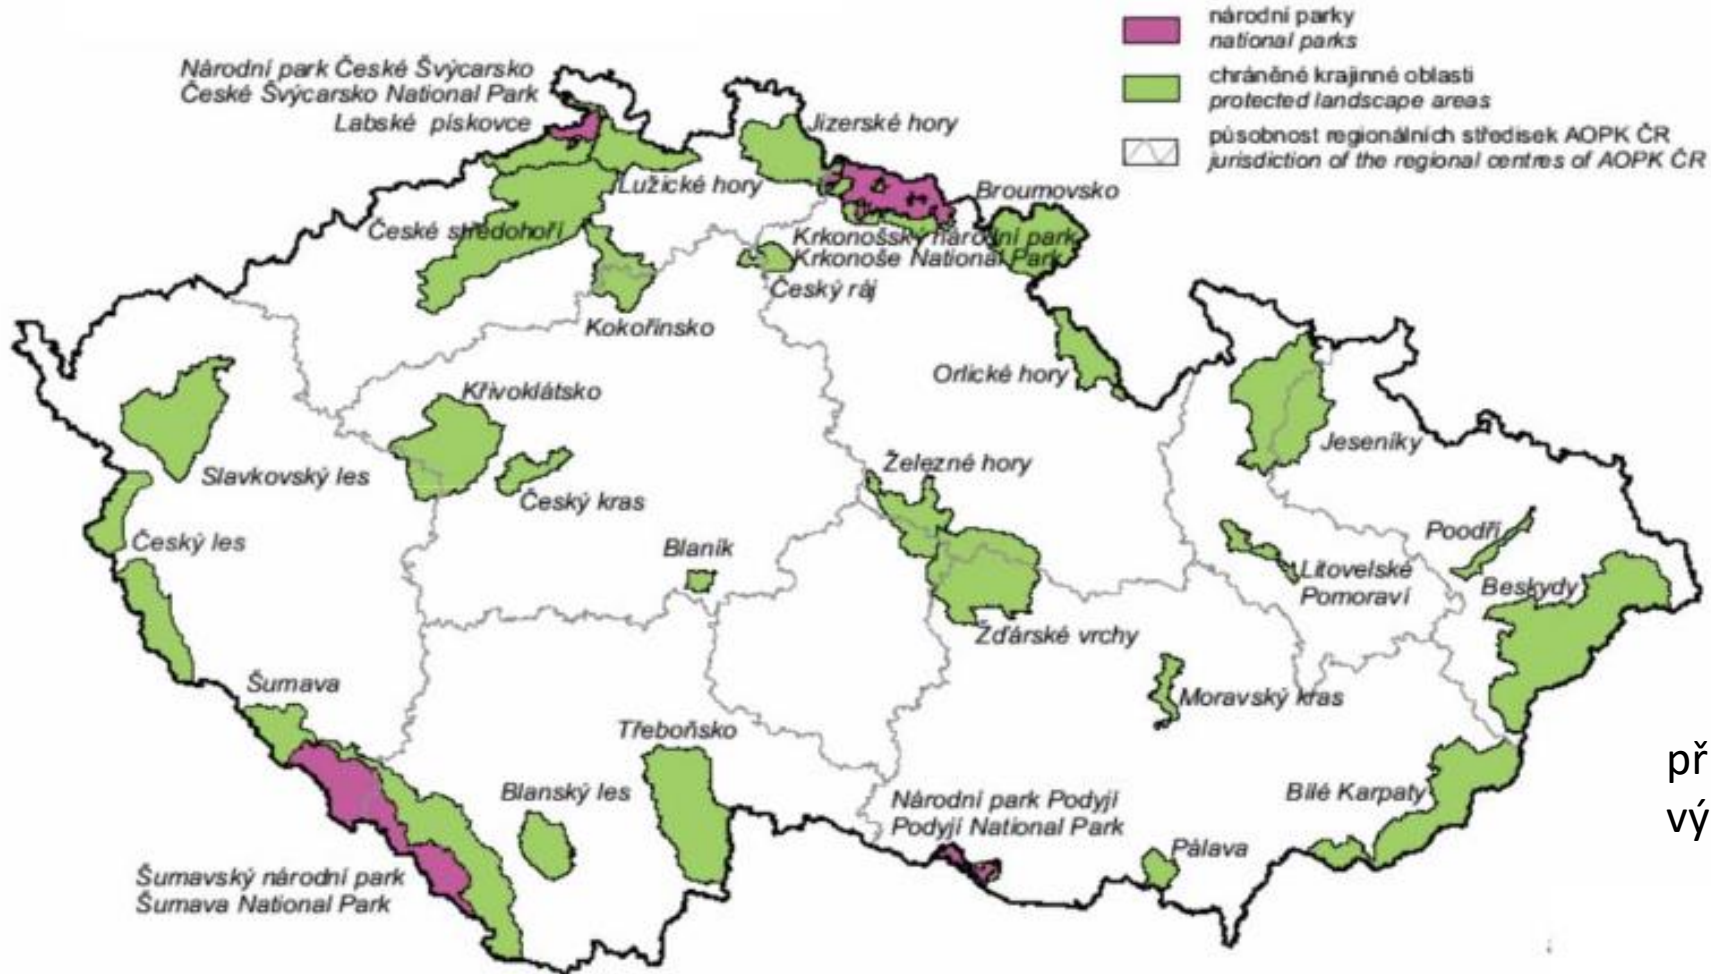 národní parky
national parks
chráněné krajinné oblasti
protected landscape areas
působnost regionálních středisek AOPK ČR
jurisdiction of the regional centres of AOPK ČR
Národní park České Švýcarsko
České Švýcarsko National Park
Labské pískovce
Jizerské hory
Lužické hory
Broumovsko
České středohoří
Krkonošský národní park
Krkonoše National Park
Český ráj
Kokořínsko
Orlické hory
Křivoklátsko
Jeseníky
Slavkovský les
Železné hory
Český kras
Poodří
Český les
Blaník
Litovelské
Pomoraví
Beskydy
Žďárské vrchy
Šumava
Moravský kras
Třeboňsko
př
vý
Blanský les
Národní park Podyjí
Podyjí National Park
Bílé Karpaty
Pálava
Šumavský národní park
Šumava National Park